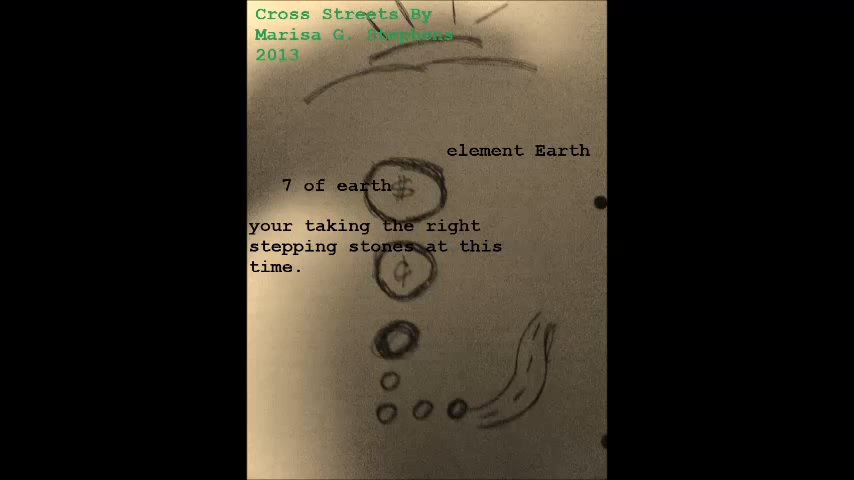 Cross Streets By
Marisa G. Stephens
2013
element Earth
7 of earth
$
your taking the right
stepping stones at this
time.
¢